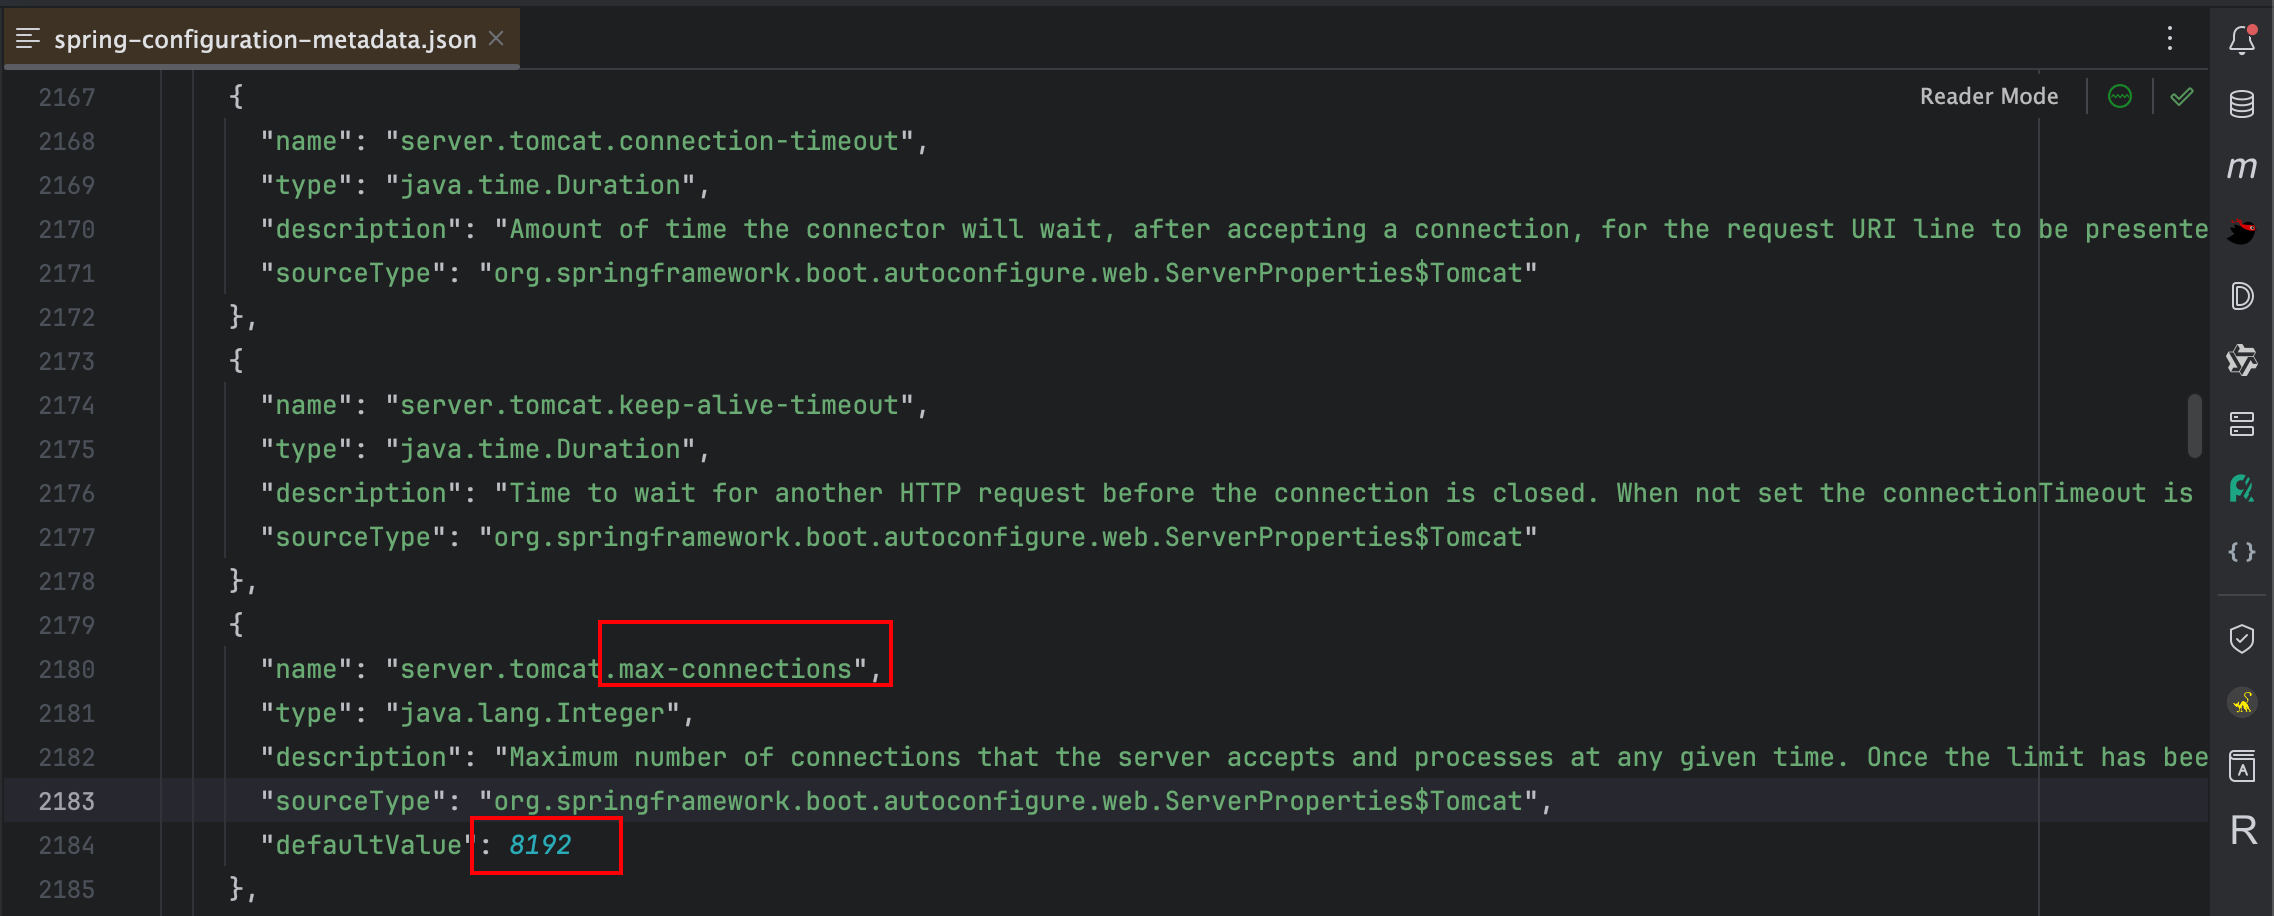 spring-configuration-metadata.json
Reader Mode
2167 {
2168 "name": "server.tomcat.connection-timeout",
2169 "type": "java.time.Duration",
2170 "description": "Amount of time the connector will wait, after accepting a connection, for the request URI line to be presente
2171 "sourceType": "org.springframework.boot.autoconfigure.web.ServerProperties$Tomcat"
2172 },
2173 {
2174 "name": "server.tomcat.keep-alive-timeout",
2175 "type": "java.time.Duration",
2176 "description": "Time to wait for another HTTP request before the connection is closed. When not set the connectionTimeout is
2177 "sourceType": "org.springframework.boot.autoconfigure.web.ServerProperties$Tomcat"
2178 },
2179 {
2180 "name": "server.tomcat.max-connections",
2181 "type": "java.lang.Integer",
2182 "description": "Maximum number of connections that the server accepts and processes at any given time. Once the limit has bee
2183 "sourceType": "org.springframework.boot.autoconfigure.web.ServerProperties$Tomcat",
2184 "defaultValue": 8192
2185 },